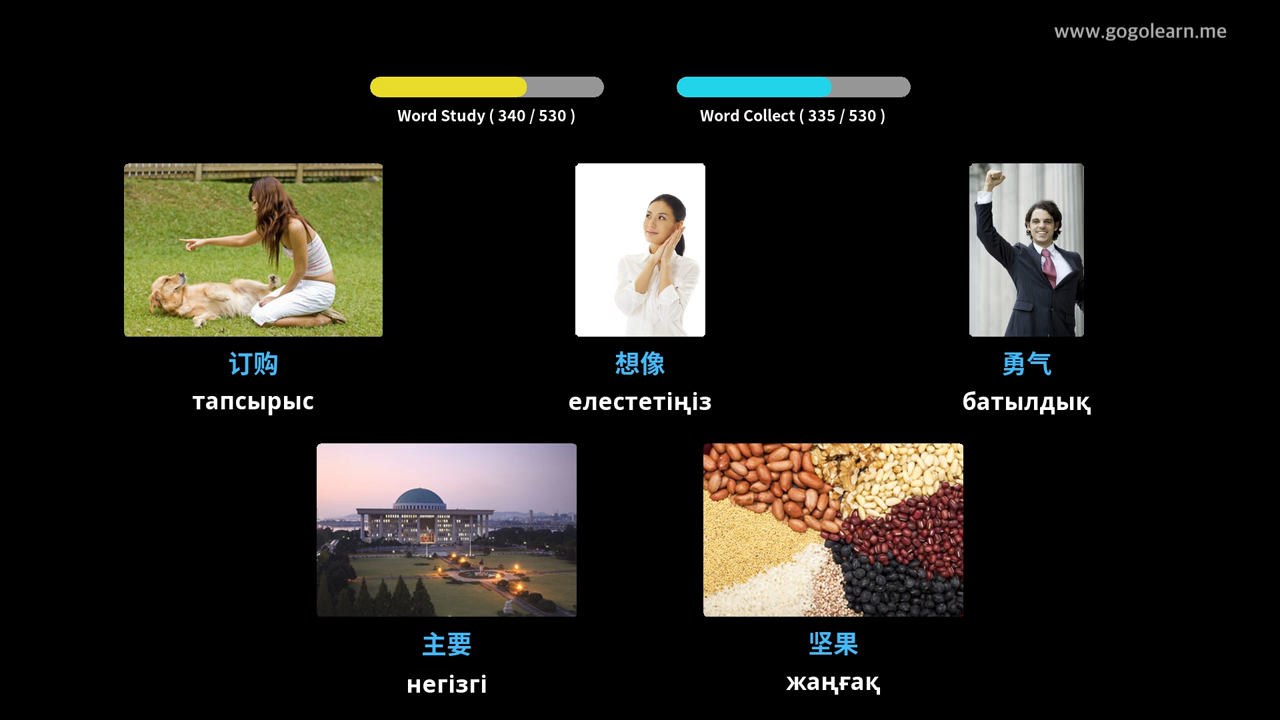 www.gogolearn.me
Word Study ( 340 / 530 )
Word Collect ( 335 / 530 )
订购
тапсырыс
想像
елестетіңіз
勇气
батылдық
主要
негізгі
坚果
жаңғақ